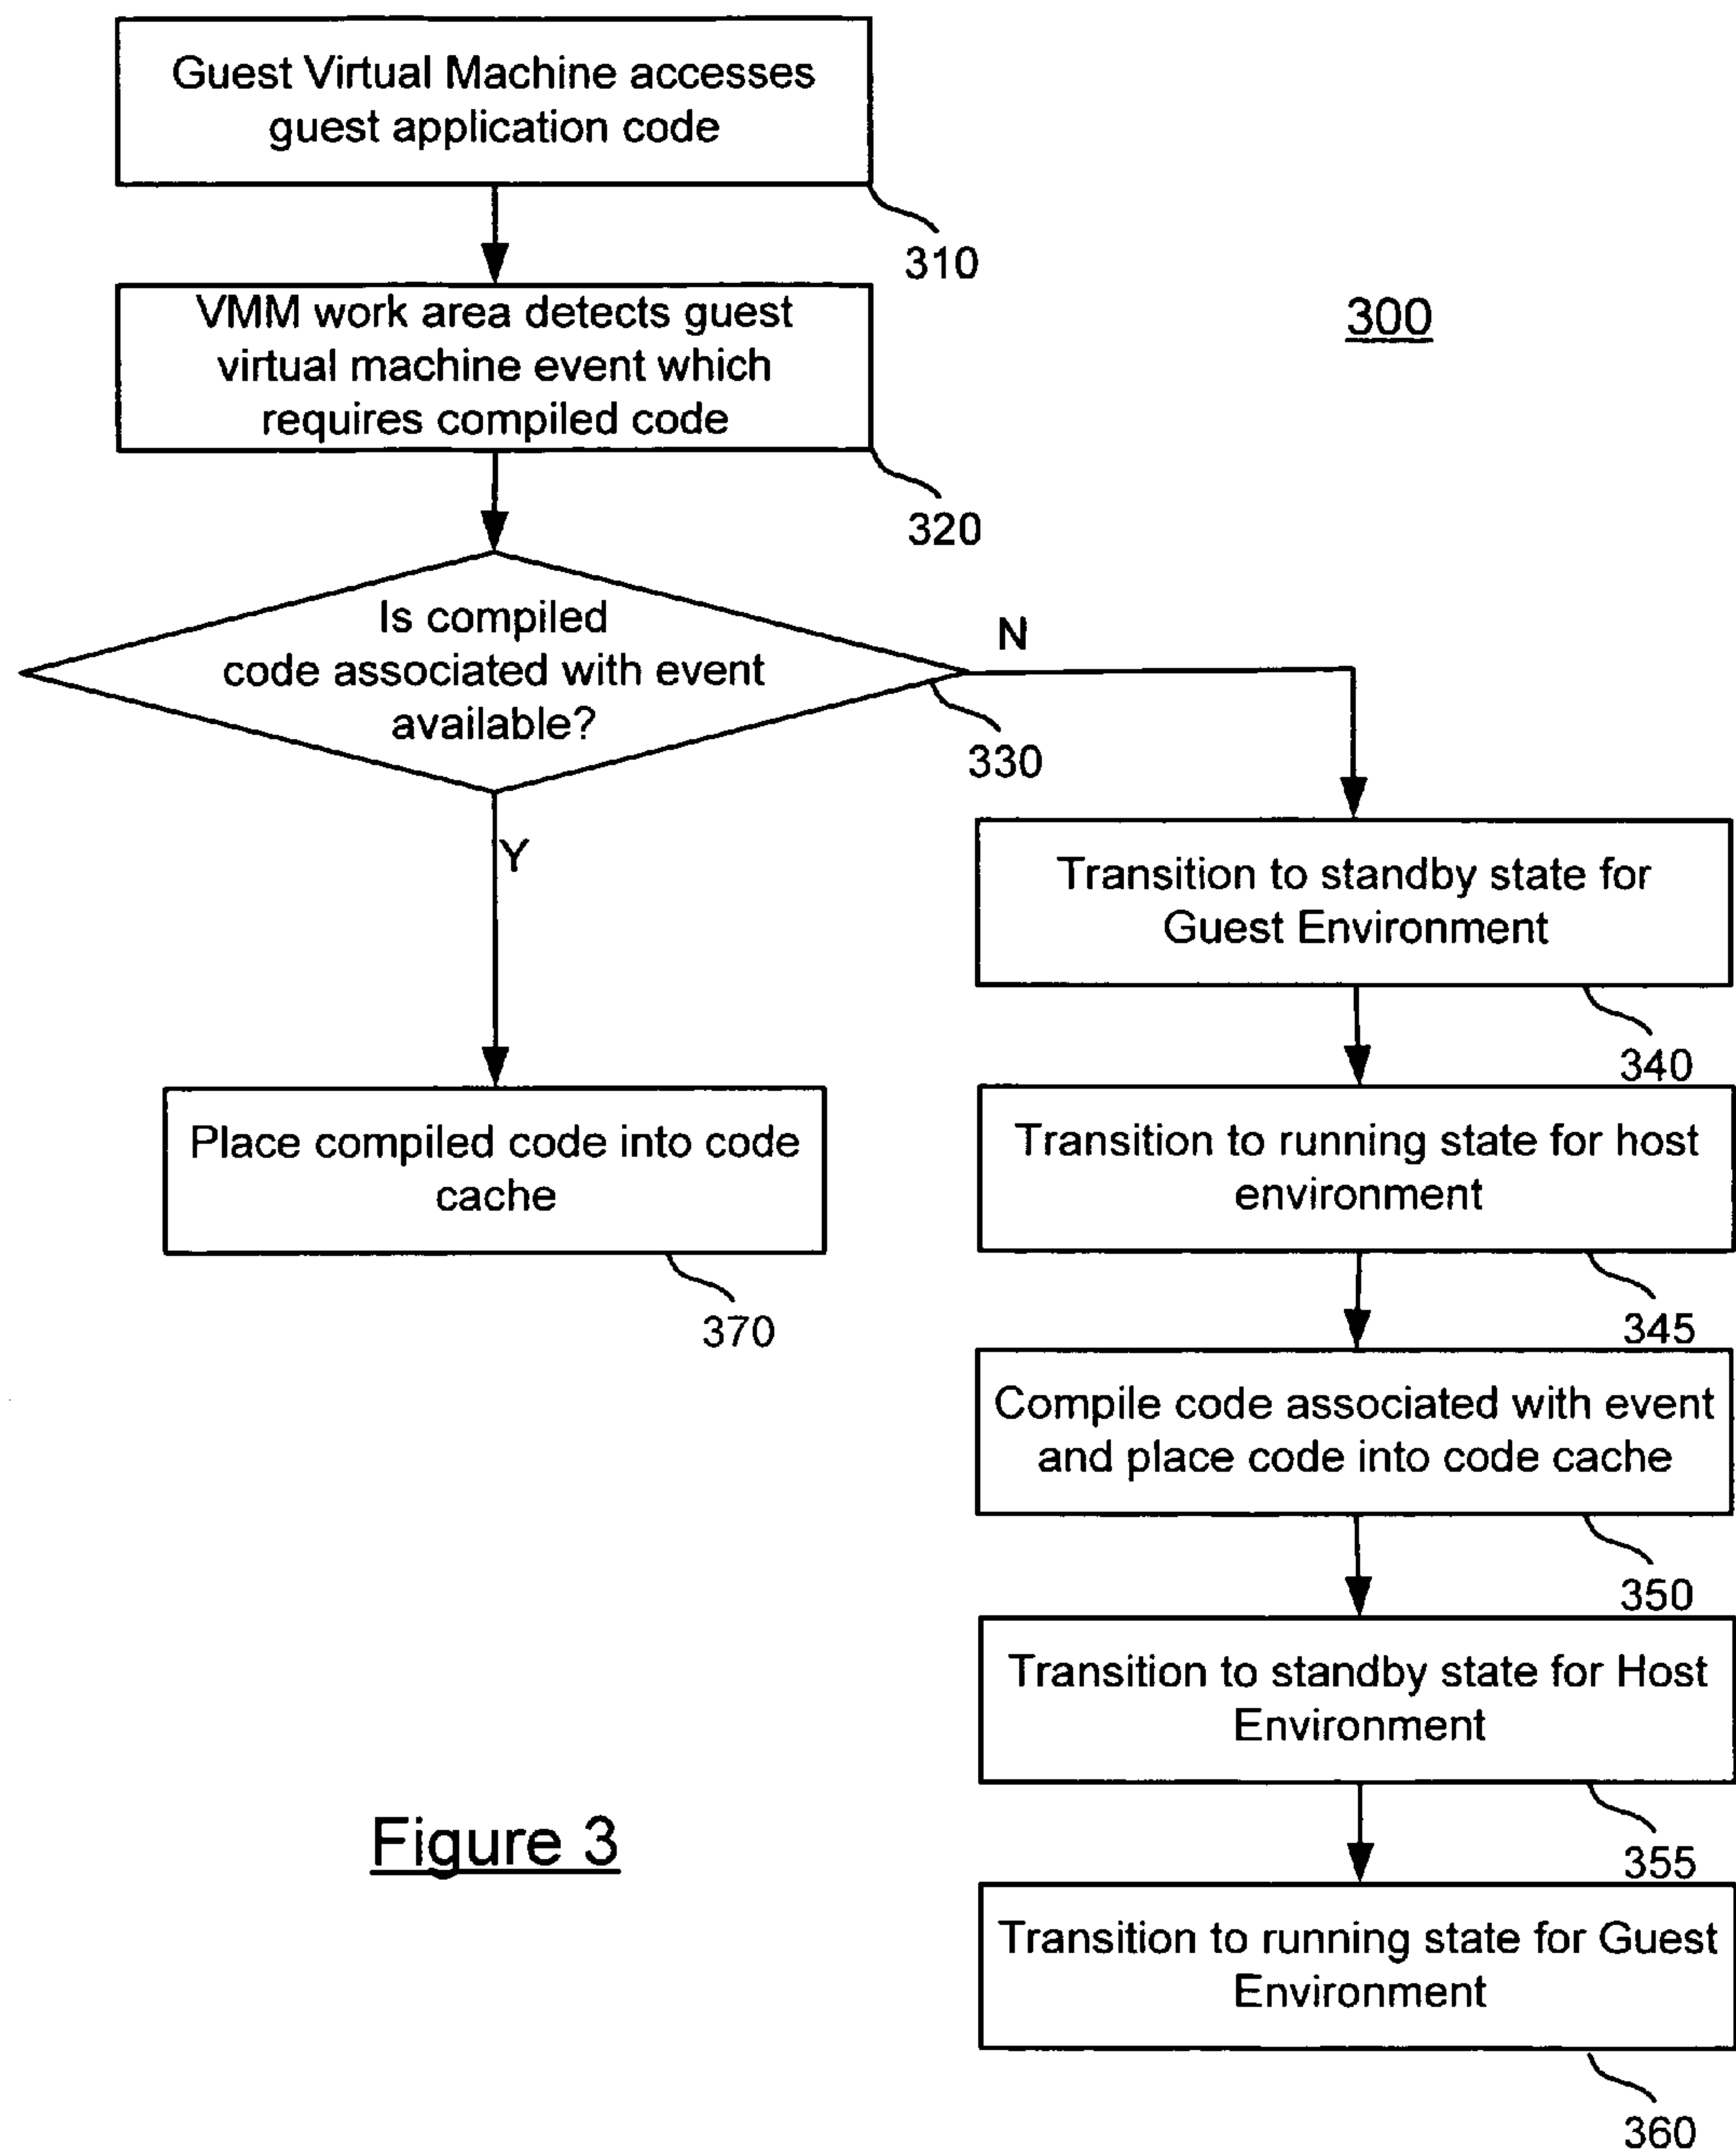 Guest Virtual Machine accesses
guest application code
310
VMM work area detects guest
virtual machine event which
requires compiled code
320
300
Is compiled
code associated with event
available?
330
N
Y
Transition to standby state for
Guest Environment
340
Place compiled code into code
cache
370
Transition to running state for host
environment
345
Compile code associated with event
and place code into code cache
350
Transition to standby state for Host
Environment
355
Transition to running state for Guest
Environment
360
Figure 3